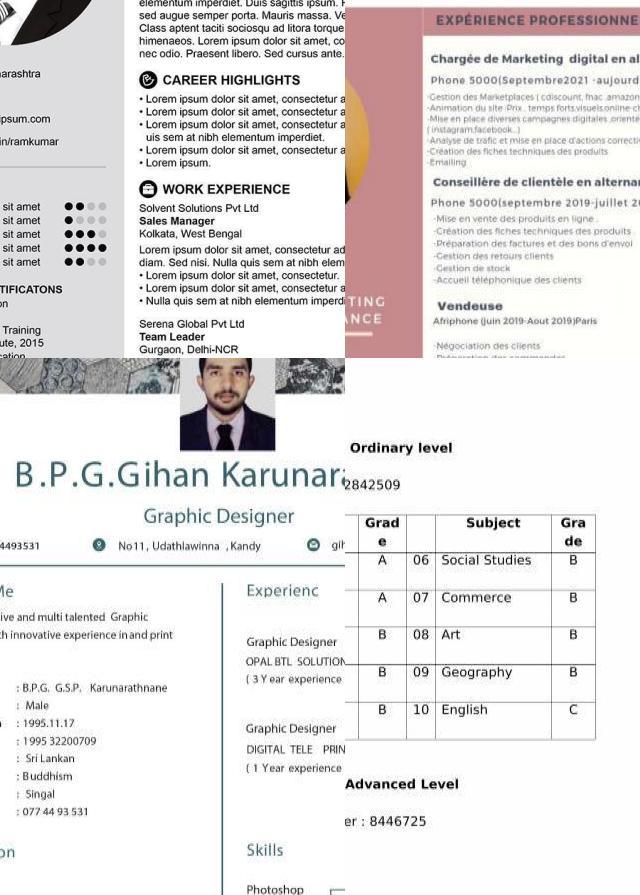 elementum imperdiet. Duis sagittis ipsum.
sed augue semper porta. Mauris massa. Ve
Class aptent taciti sociosqu ad litora torque
himenaeos. Lorem ipsum dolor sit amet, co
nec odio. Praesent libero. Sed cursus ante.
arashtra
ipsum.com
in/ramkumar
sit amet
sit amet
sit amet
sit amet
sit amet
TIFICATONS
on
Training
ute, 2015
cation
CAREER HIGHLIGHTS
• Lorem ipsum dolor sit amet, consectetur a
• Lorem ipsum dolor sit amet, consectetur a
• Lorem ipsum dolor sit amet, consectetur a
uis sem at nibh elementum imperdiet.
• Lorem ipsum dolor sit amet, consectetur a
• Lorem ipsum.
WORK EXPERIENCE
Solvent Solutions Pvt Ltd
Sales Manager
Kolkata, West Bengal
Lorem ipsum dolor sit amet, consectetur ad
diam. Sed nisi. Nulla quis sem at nibh elem
• Lorem ipsum dolor sit amet, consectetur.
• Lorem ipsum dolor sit amet, consectetur a
• Nulla quis sem at nibh elementum imperdi
Serena Global Pvt Ltd
Team Leader
Gurgaon, Delhi-NCR
EXPÉRIENCE PROFESSIONNE
Chargée de Marketing digital en al
Phone 5000(Septembre2021 -aujourd
-Gestion des Marketplaces ( cdiscount, fnac ,amazon
-Animation du site :Prix , temps forts,visuels,online-ch
-Mise en place diverses campagnes digitales ,orienté
( instagram,facebook...)
-Analyse de trafic et mise en place d'actions correctiv
-Création des fiches techniques des produits
-Emailing
Conseillère de clientèle en alternan
Phone 5000(septembre 2019-juillet 20
-Mise en vente des produits en ligne .
-Création des fiches techniques des produits .
-Préparation des factures et des bons d'envoi
-Gestion des retours clients
-Gestion de stock
-Accueil téléphonique des clients
TING
ANCE
Vendeuse
Afriphone (juin 2019-Aout 2019)Paris
-Négociation des clients
-Préparation des commandes
B.P.G.Gihan Karunara
Graphic Designer
4493531
No11, Udathlawinna ,Kandy
gih
Me
ive and multi talented Graphic
th innovative experience in and print
: B.P.G. G.S.P. Karunarathnane
: Male
: 1995.11.17
: 1995 32200709
: Sri Lankan
: Buddhism
: Singal
: 077 44 93 531
on
Experienc
Graphic Designer
OPAL BTL SOLUTION
( 3 Year experience
Graphic Designer
DIGITAL TELE PRIN
( 1 Year experience
Skills
Photoshop
Ordinary level
2842509
Grad
e
Subject
Gra
de
A 06 Social Studies B
A 07 Commerce B
B 08 Art B
B 09 Geography B
B 10 English C
Advanced Level
er : 8446725